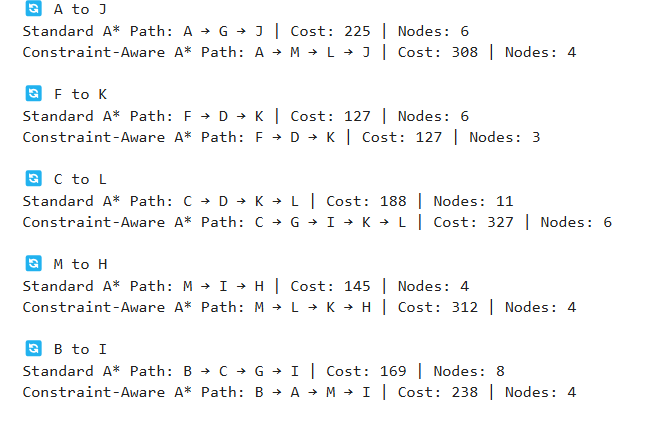 🔄 A to J
Standard A* Path: A → G → J | Cost: 225 | Nodes: 6
Constraint-Aware A* Path: A → M → L → J | Cost: 308 | Nodes: 4
🔄 F to K
Standard A* Path: F → D → K | Cost: 127 | Nodes: 6
Constraint-Aware A* Path: F → D → K | Cost: 127 | Nodes: 3
🔄 C to L
Standard A* Path: C → D → K → L | Cost: 188 | Nodes: 11
Constraint-Aware A* Path: C → G → I → K → L | Cost: 327 | Nodes: 6
🔄 M to H
Standard A* Path: M → I → H | Cost: 145 | Nodes: 4
Constraint-Aware A* Path: M → L → K → H | Cost: 312 | Nodes: 4
🔄 B to I
Standard A* Path: B → C → G → I | Cost: 169 | Nodes: 8
Constraint-Aware A* Path: B → A → M → I | Cost: 238 | Nodes: 4